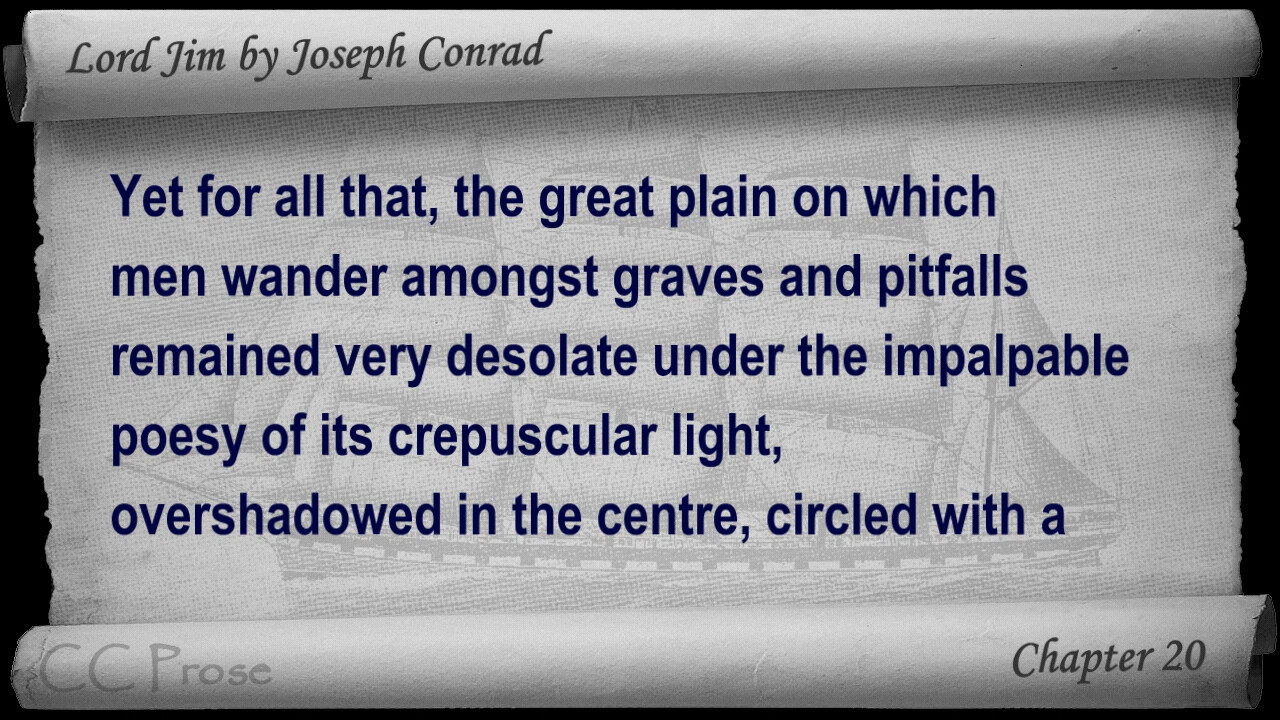 Lord Jim by Joseph Conrad
Yet for all that, the great plain on which
men wander amongst graves and pitfalls
remained very desolate under the impalpable
poesy of its crepuscular light,
overshadowed in the centre, circled with a
CC Prose
Chapter 20